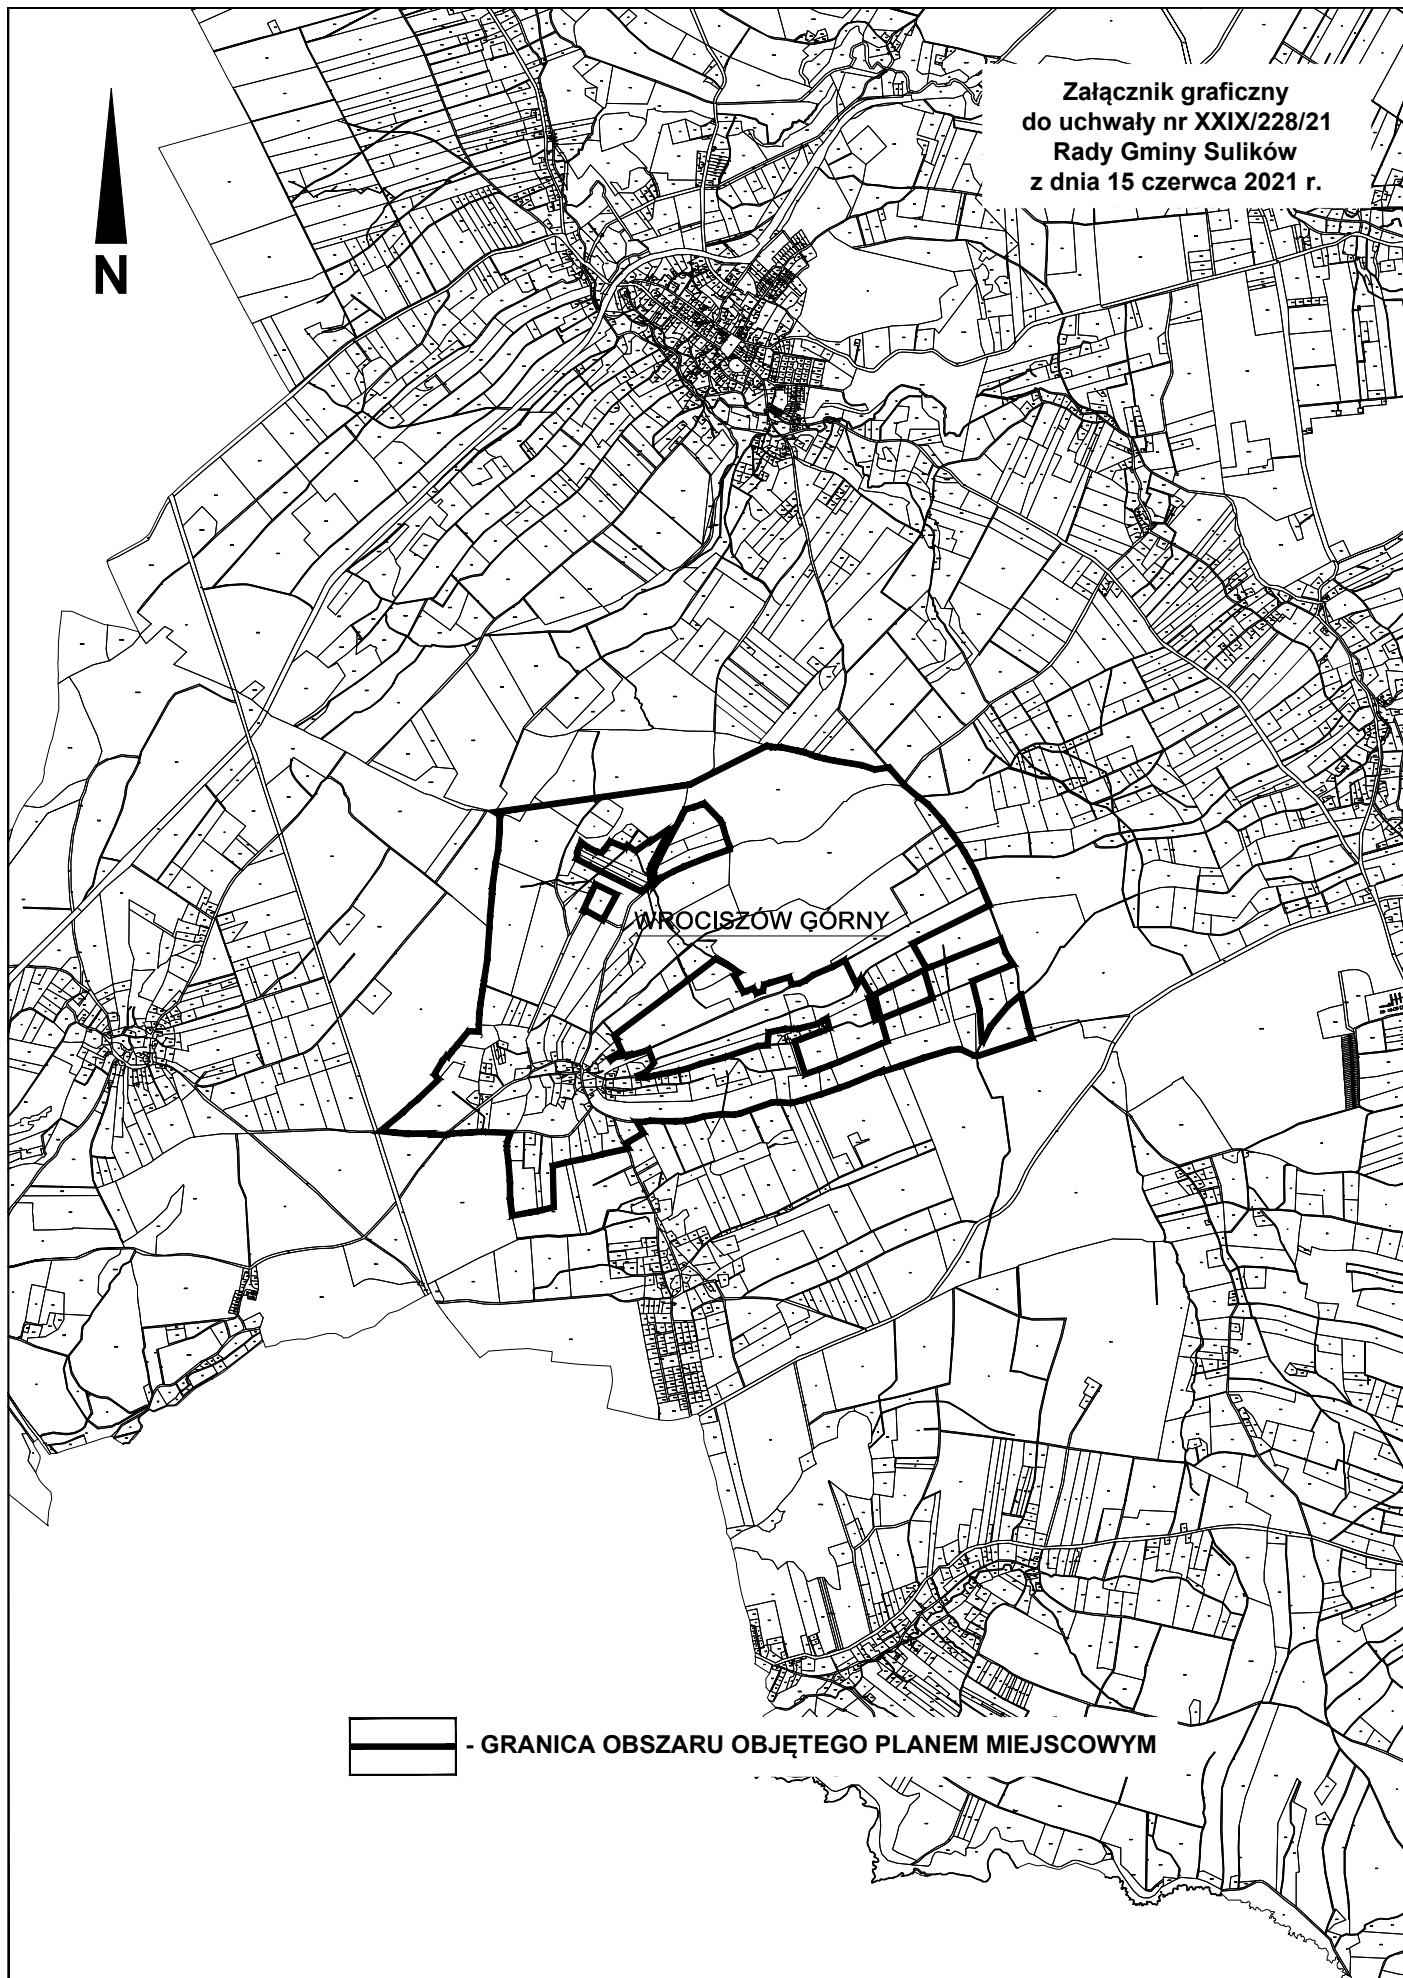 Załącznik graficzny
do uchwały nr XXIX/228/21
Rady Gminy Sulików
z dnia 15 czerwca 2021 r.
N
WROCISZÓW GÓRNY
- GRANICA OBSZARU OBJĘTEGO PLANEM MIEJSCOWYM